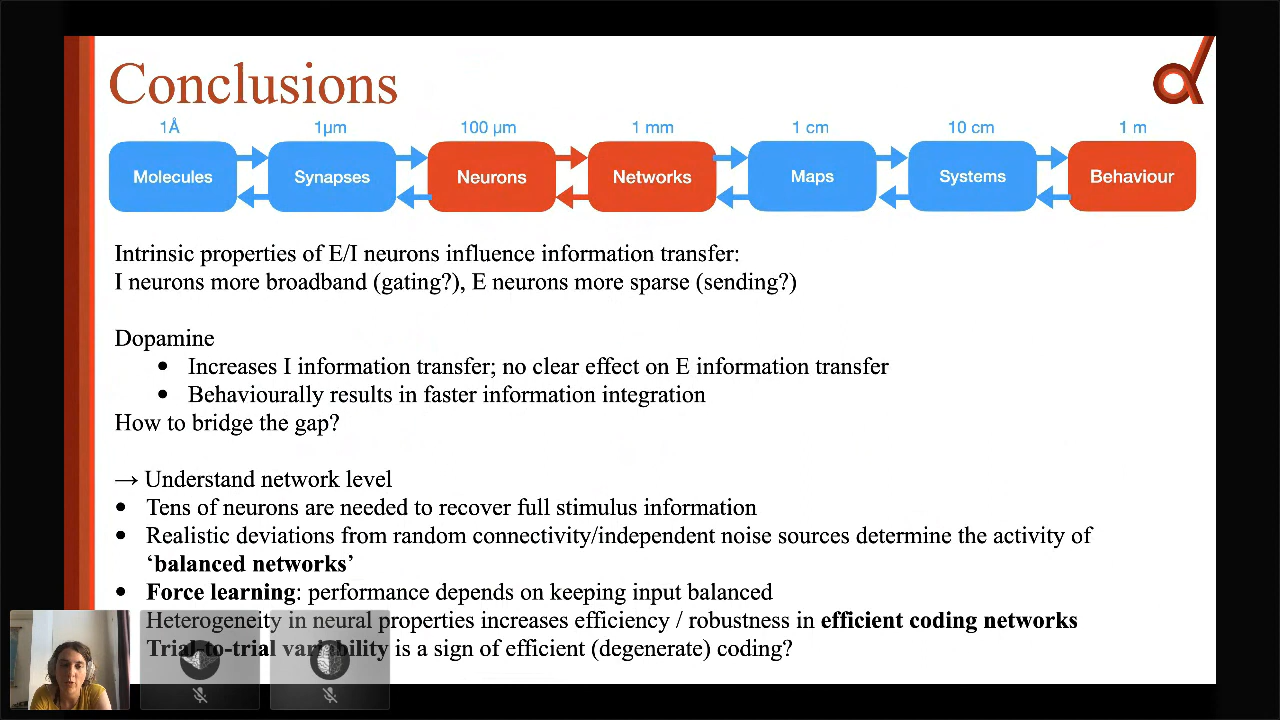 Conclusions
1Å 1μm 100 μm 1 mm 1 cm 10 cm 1 m
Molecules Synapses Neurons Networks Maps Systems Behaviour
Intrinsic properties of E/I neurons influence information transfer:
I neurons more broadband (gating?), E neurons more sparse (sending?)
Dopamine
• Increases I information transfer; no clear effect on E information transfer
• Behaviourally results in faster information integration
How to bridge the gap?
→ Understand network level
• Tens of neurons are needed to recover full stimulus information
• Realistic deviations from random connectivity/independent noise sources determine the activity of
‘balanced networks’
• Force learning: performance depends on keeping input balanced
Heterogeneity in neural properties increases efficiency / robustness in efficient coding networks
Trial-to-trial variability is a sign of efficient (degenerate) coding?